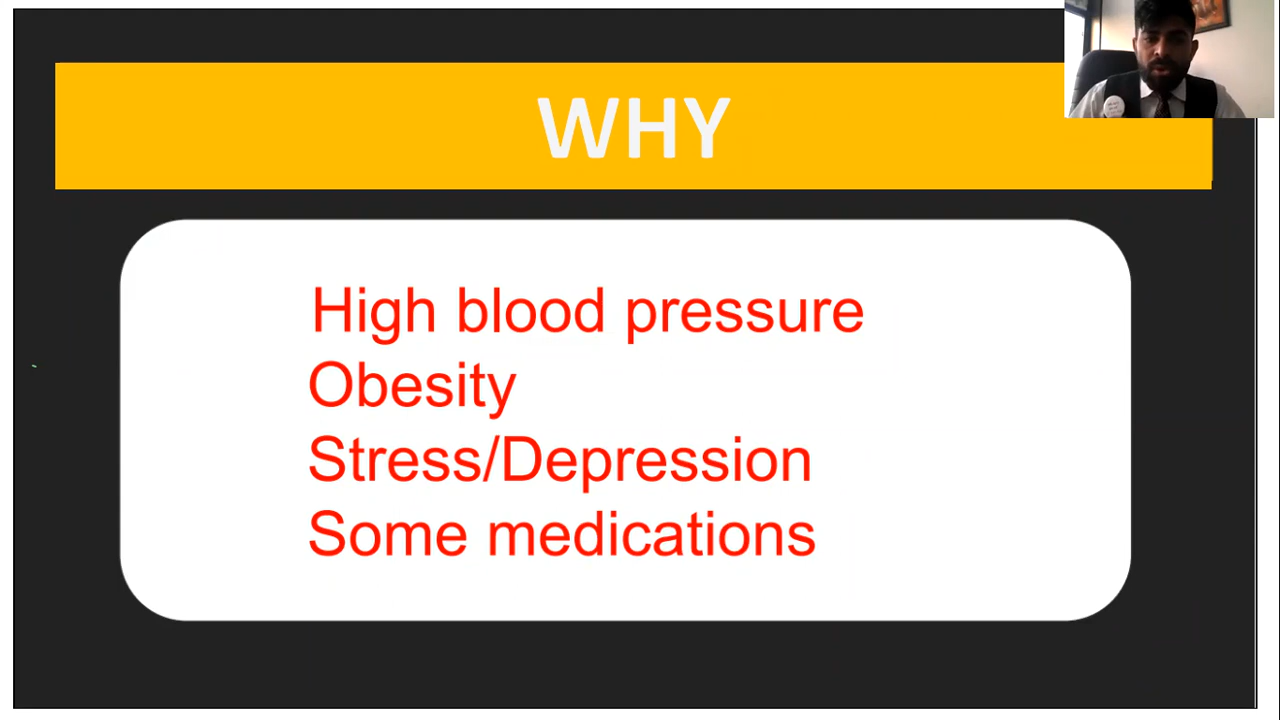 WHY
High blood pressure
Obesity
Stress/Depression
Some medications